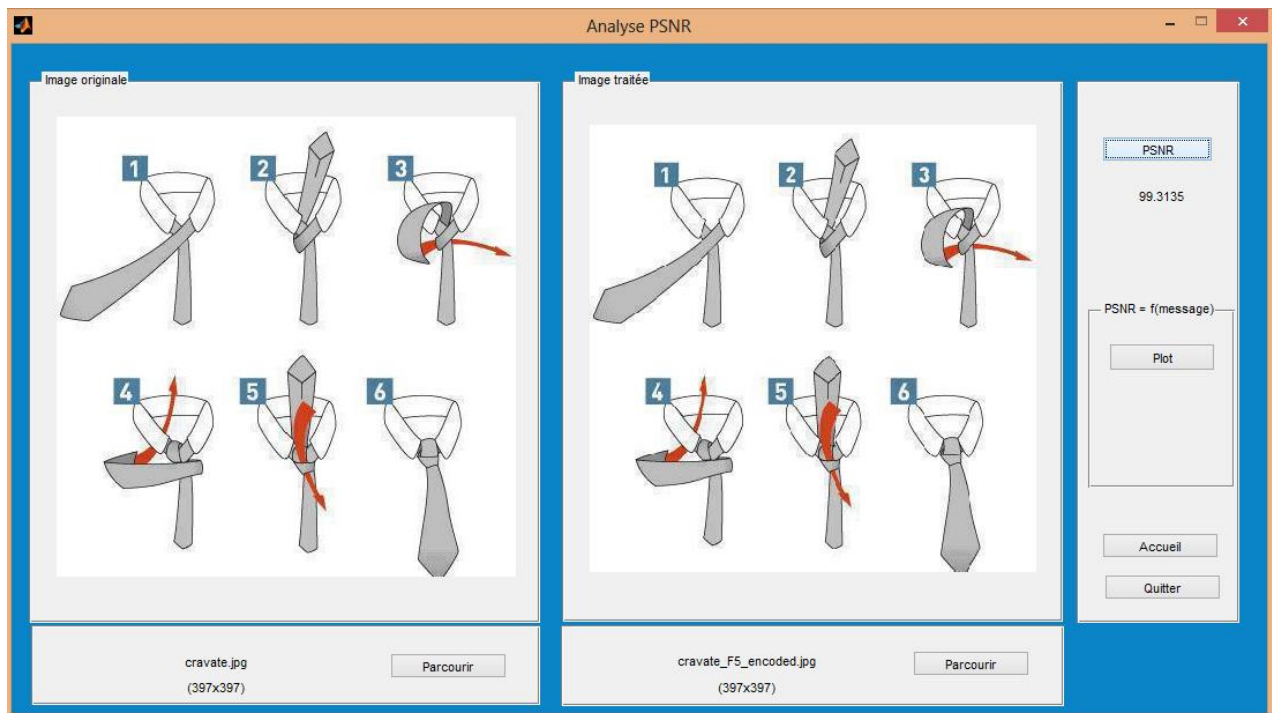 Analyse PSNR
Image originale
1 2 3
4 5 6
cravate.jpg
(397x397)
Parcourir
Image traitée
1 2 3
4 5 6
cravate_F5_encoded.jpg
(397x397)
Parcourir
PSNR
99.3135
PSNR = f(message)
Plot
Accueil
Quitter